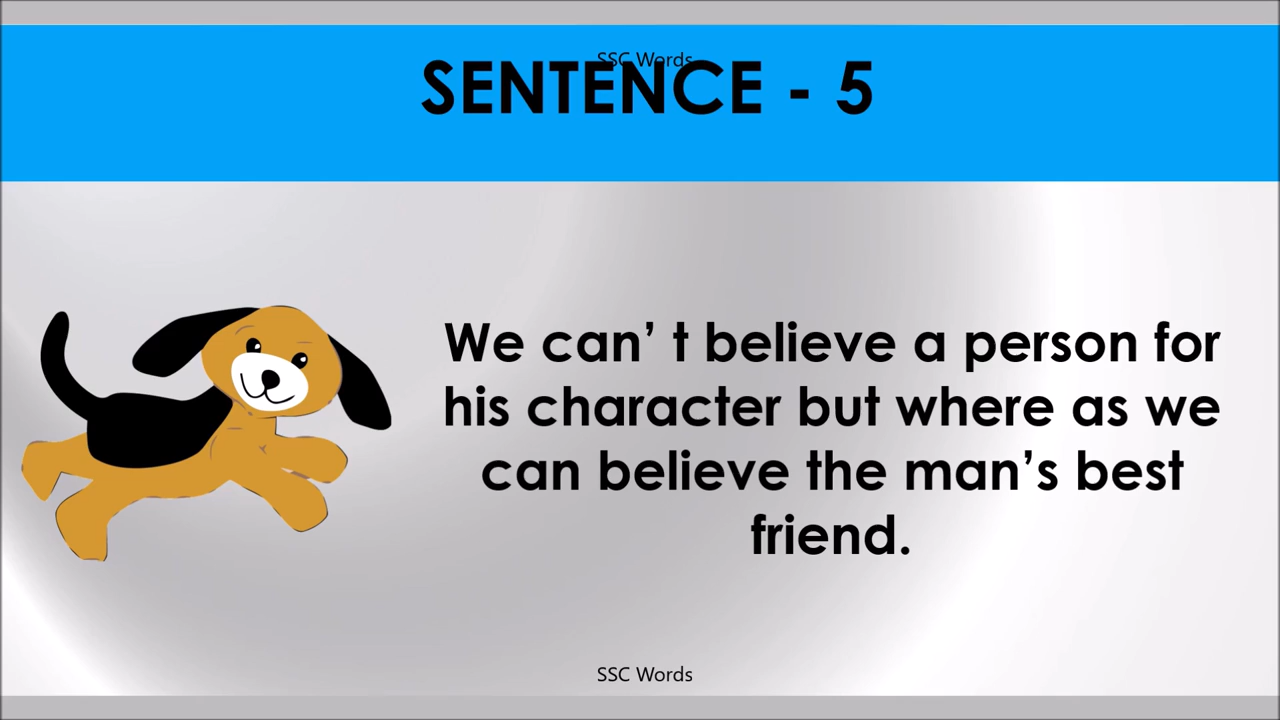 SSC Words
SENTENCE - 5
We can’ t believe a person for
his character but where as we
can believe the man’s best
friend.
SSC Words